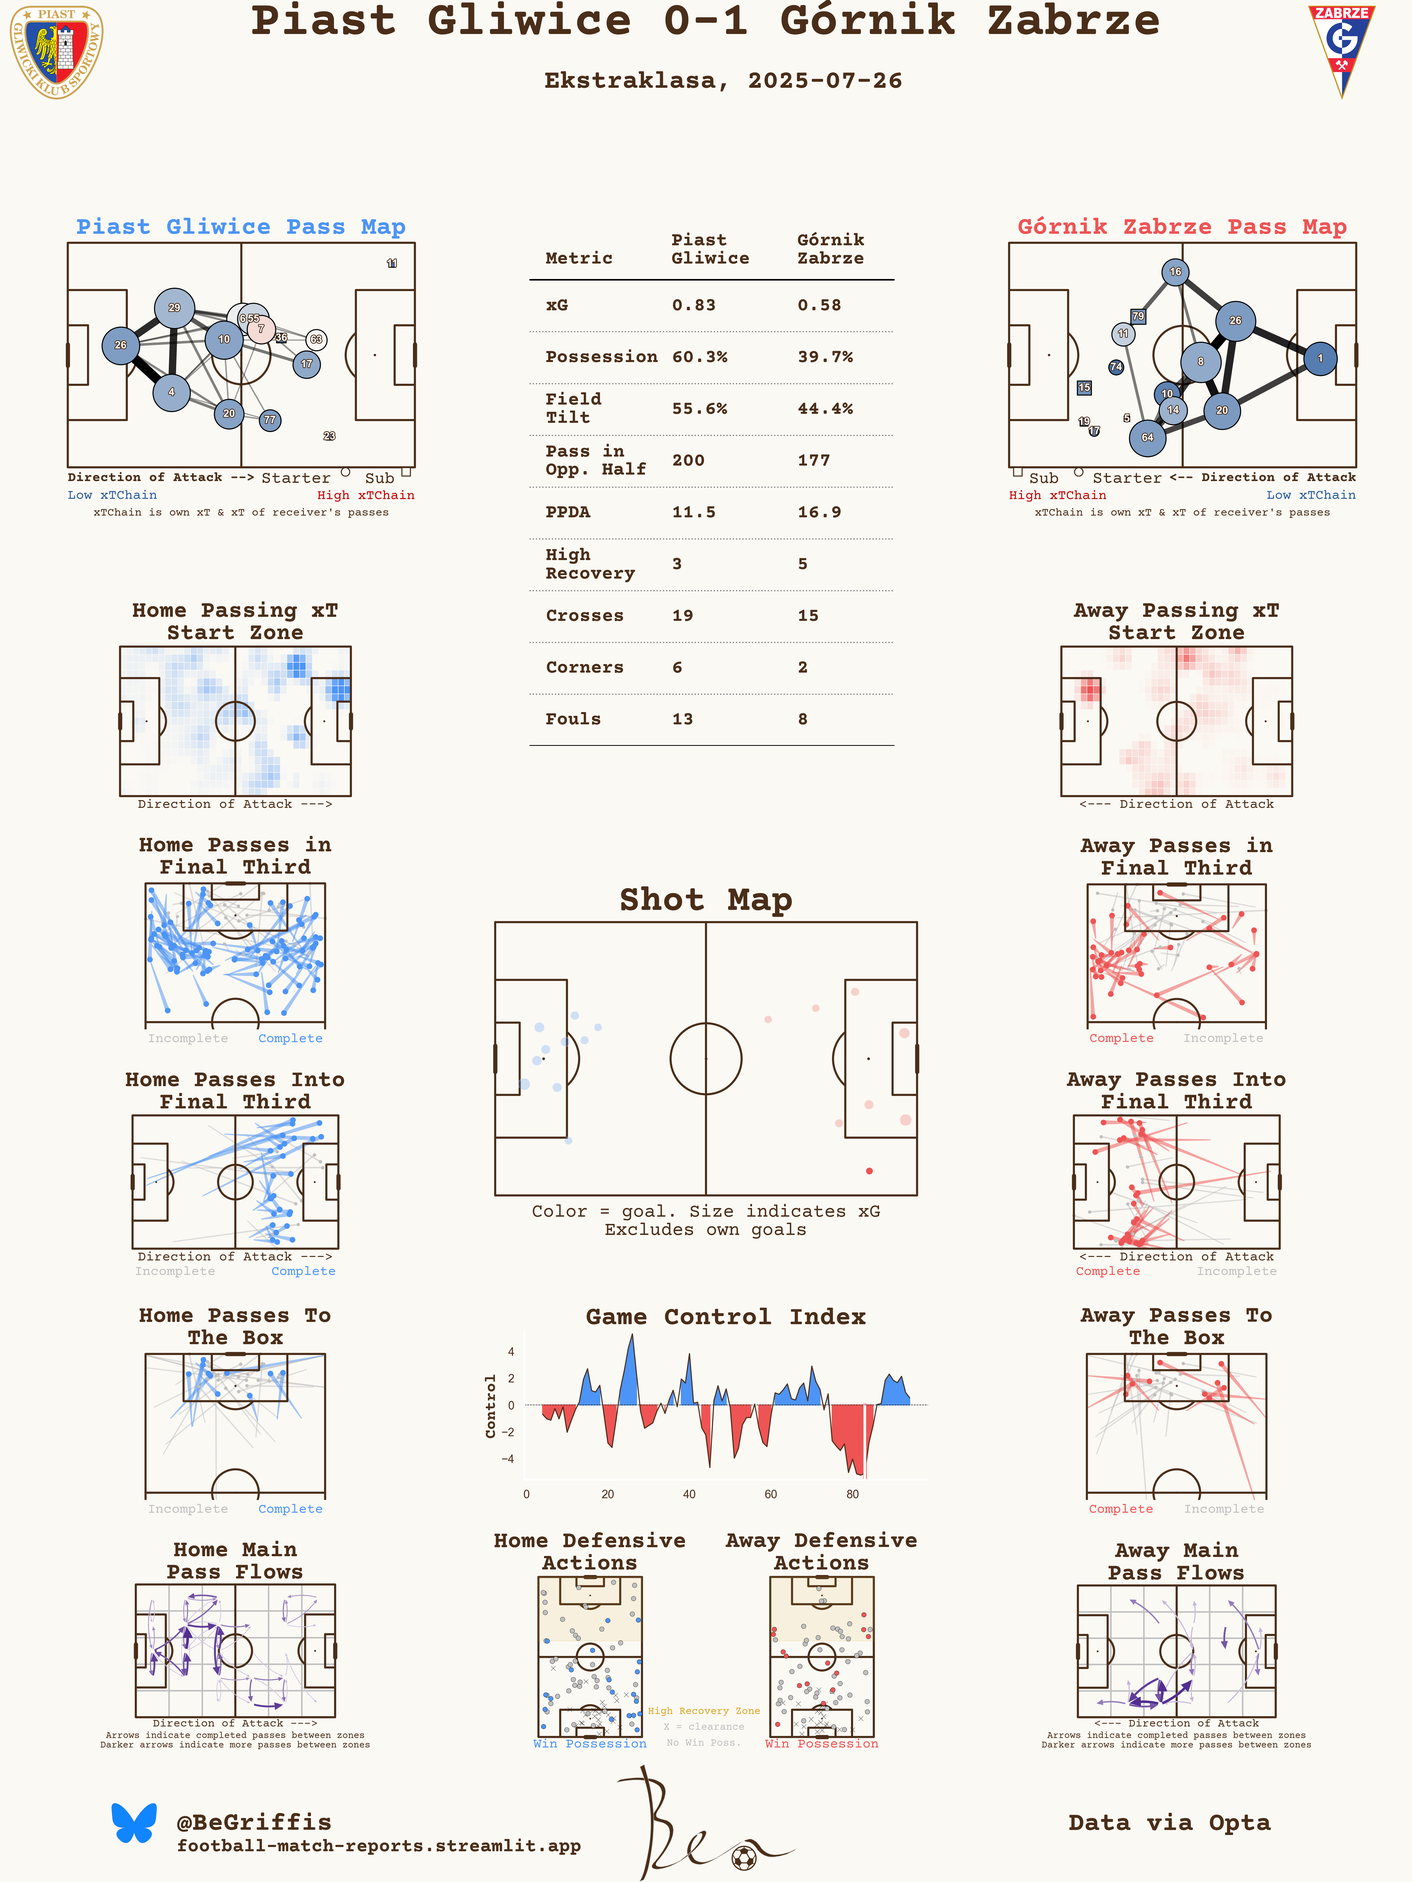 Piast Gliwice 0-1 Górnik Zabrze
Ekstraklasa, 2025-07-26
PIAST
GLIWICKI KLUB SPORTOWY
ZABRZE
G
Piast Gliwice Pass Map
11
29
6
55
7
36
63
26
10
17
4
20
77
23
Direction of Attack --> Starter Sub
Low xTChain High xTChain
xTChain is own xT & xT of receiver's passes
Metric Piast Gliwice Górnik Zabrze
xG 0.83 0.58
Possession 60.3% 39.7%
Field Tilt 55.6% 44.4%
Pass in Opp. Half 200 177
PPDA 11.5 16.9
High Recovery 3 5
Crosses 19 15
Corners 6 2
Fouls 13 8
Górnik Zabrze Pass Map
16
79
26
11
8
1
74
15
10
14
20
19
17
5
64
Sub Starter <-- Direction of Attack
High xTChain Low xTChain
xTChain is own xT & xT of receiver's passes
Home Passing xT
Start Zone
Direction of Attack --->
Away Passing xT
Start Zone
<--- Direction of Attack
Home Passes in
Final Third
Incomplete Complete
Away Passes in
Final Third
Complete Incomplete
Shot Map
Color = goal. Size indicates xG
Excludes own goals
Home Passes Into
Final Third
Direction of Attack --->
Incomplete Complete
Away Passes Into
Final Third
<--- Direction of Attack
Complete Incomplete
Home Passes To
The Box
Incomplete Complete
Game Control Index
Control
4
2
0
−2
−4
0 20 40 60 80
Away Passes To
The Box
Complete Incomplete
Home Main
Pass Flows
Direction of Attack --->
Arrows indicate completed passes between zones
Darker arrows indicate more passes between zones
Home Defensive
Actions
Win Possession
High Recovery Zone
X = clearance
No Win Poss.
Away Defensive
Actions
Win Possession
Away Main
Pass Flows
<--- Direction of Attack
Arrows indicate completed passes between zones
Darker arrows indicate more passes between zones
@BeGriffis
football-match-reports.streamlit.app
Ben
Data via Opta